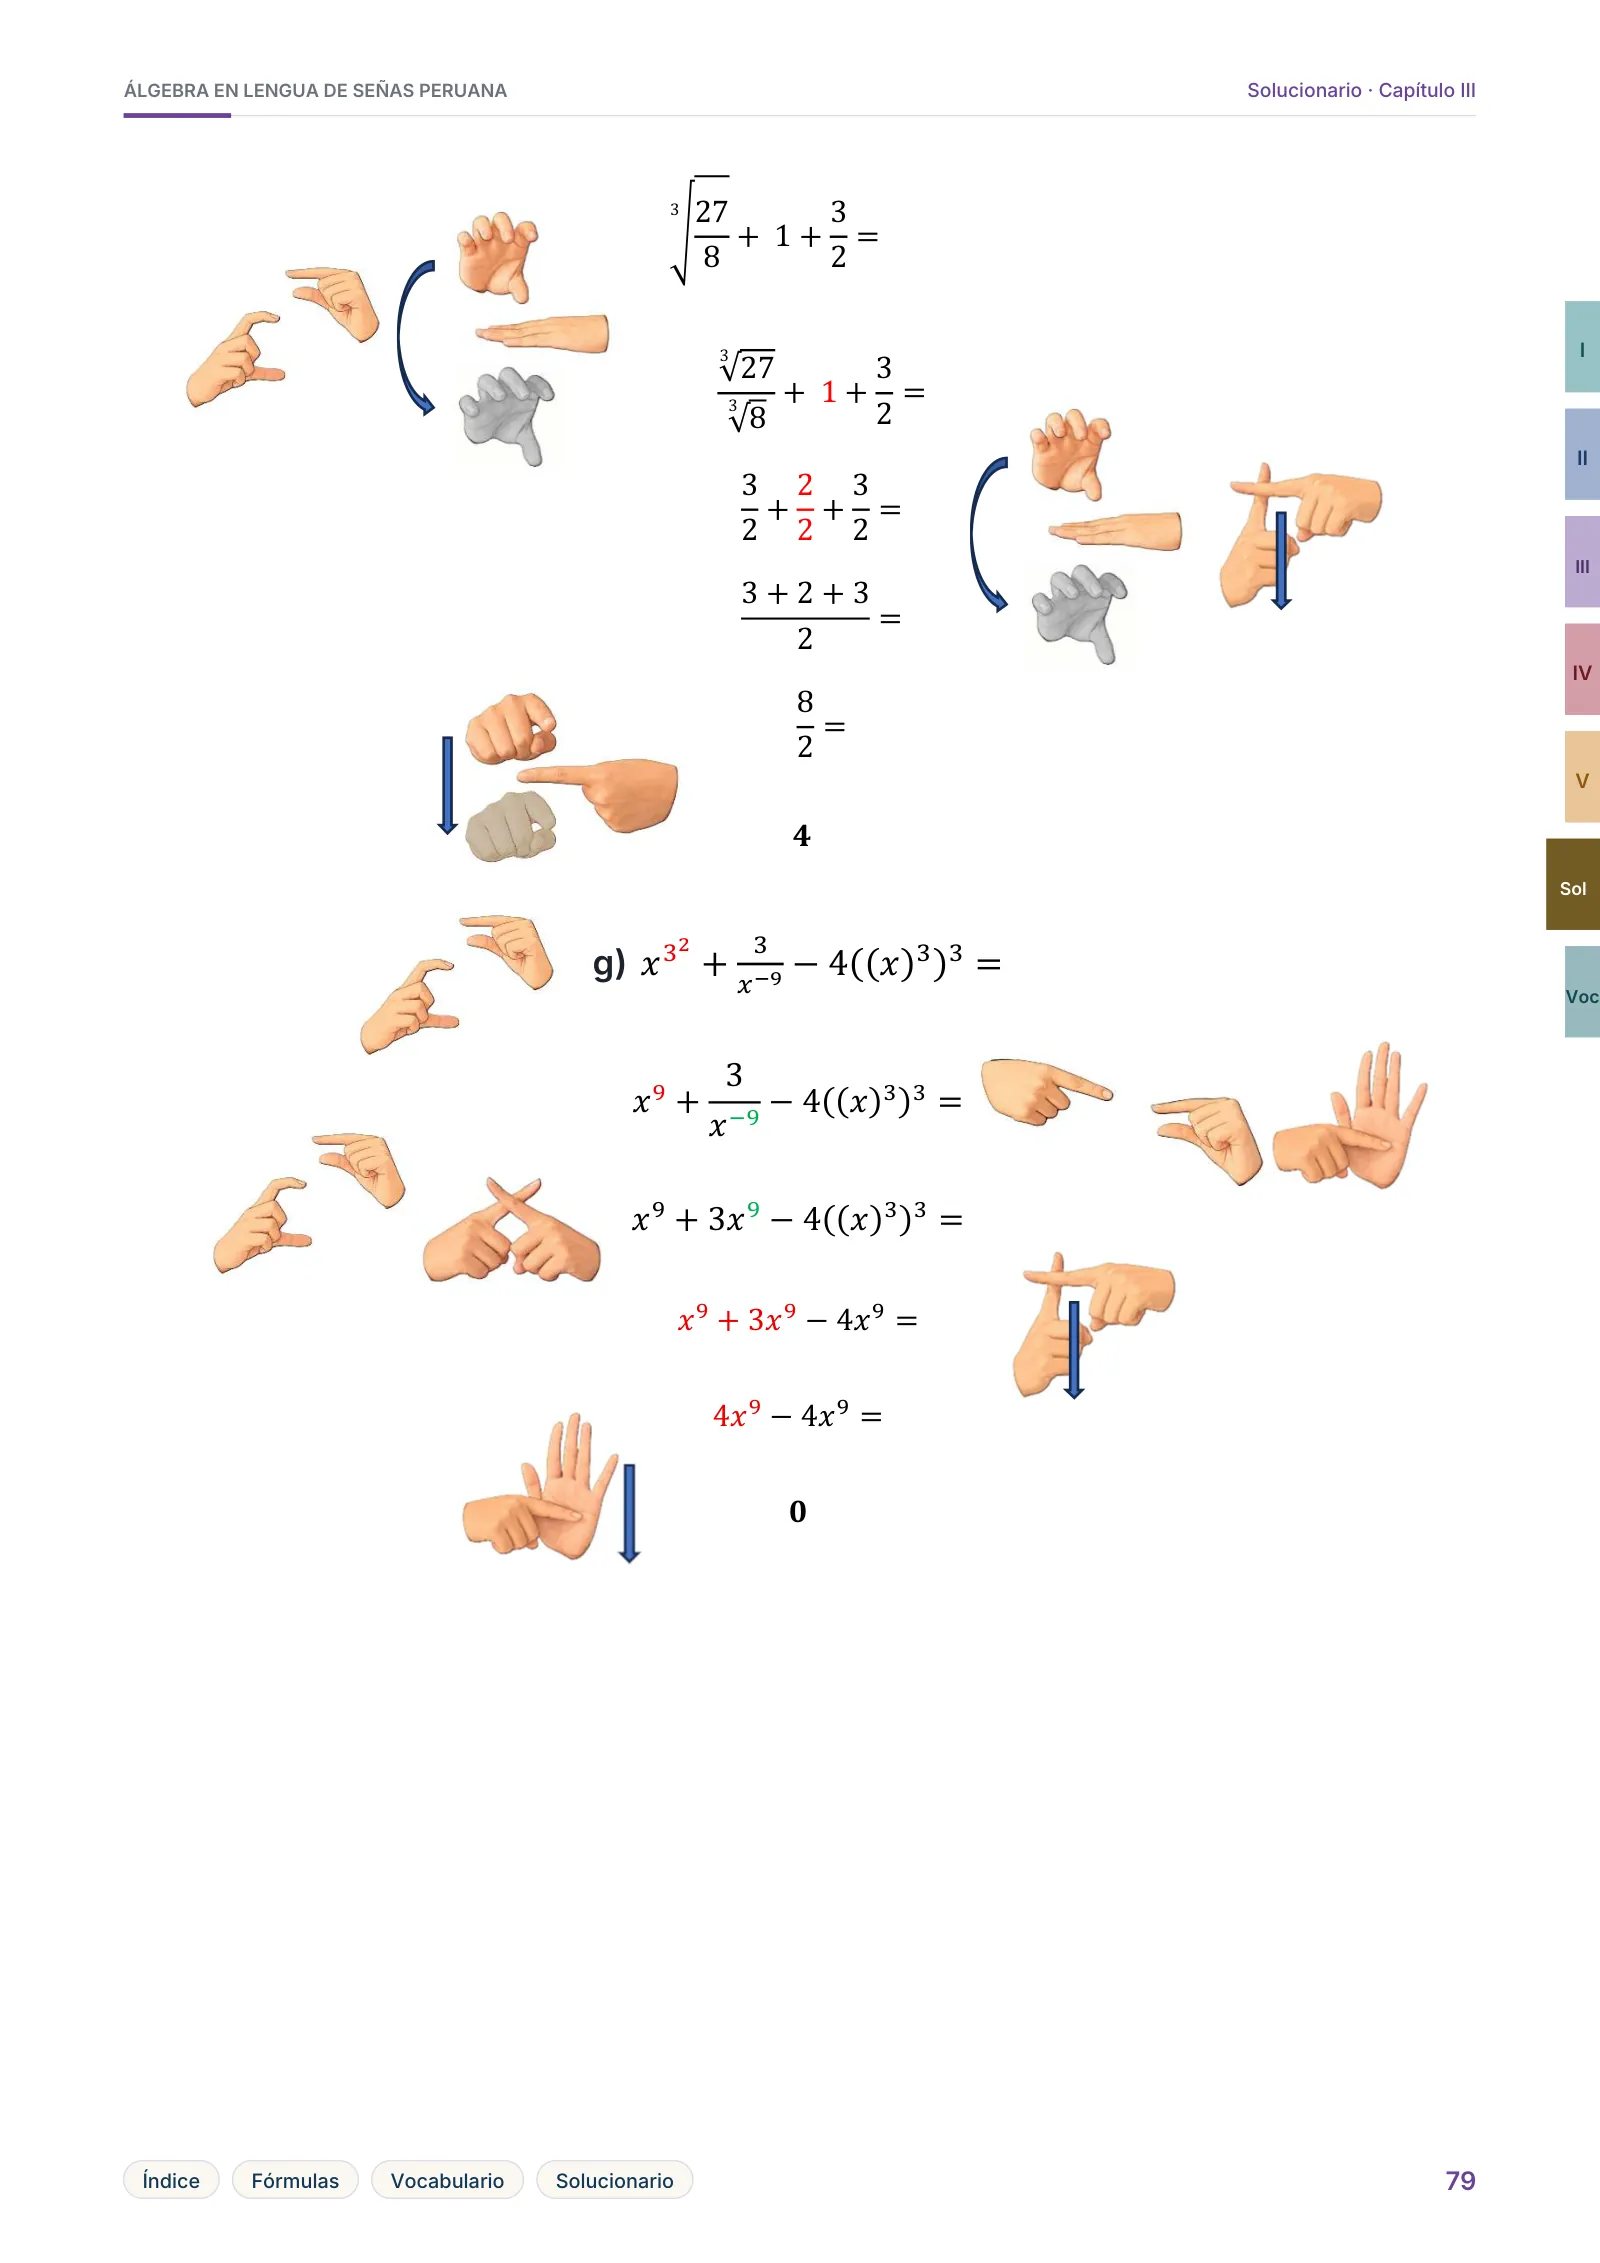 ÁLGEBRA EN LENGUA DE SEÑAS PERUANA
Solucionario · Capítulo III
∛(27/8) + 1 + 3/2 =
∛27/∛8 + 1 + 3/2 =
3/2 + 2/2 + 3/2 =
(3 + 2 + 3)/2 =
8/2 =
4
g) x^(3^2) + 3/x^(−9) − 4((x)^3)^3 =
x^9 + 3/x^(−9) − 4((x)^3)^3 =
x^9 + 3x^9 − 4((x)^3)^3 =
x^9 + 3x^9 − 4x^9 =
4x^9 − 4x^9 =
0
I
II
III
IV
V
Sol
Voc
Índice
Fórmulas
Vocabulario
Solucionario
79